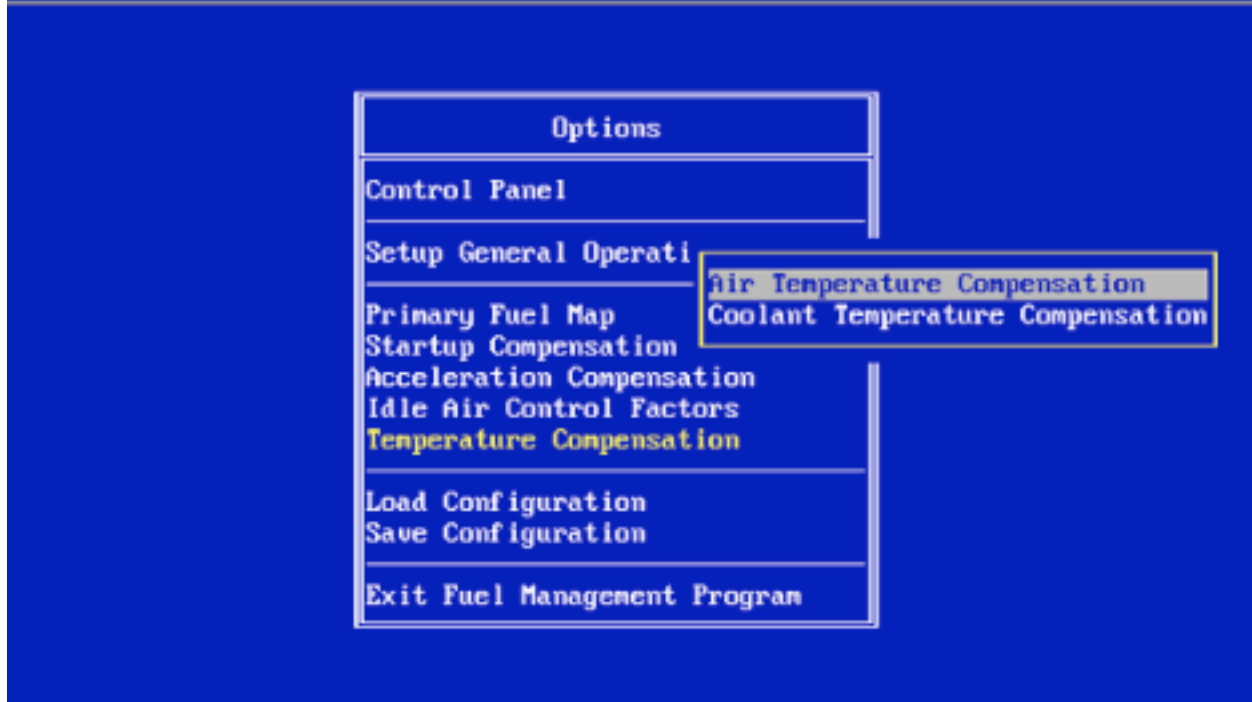 Options
Control Panel
Setup General Operati
Air Temperature Compensation
Coolant Temperature Compensation
Primary Fuel Map
Startup Compensation
Acceleration Compensation
Idle Air Control Factors
Temperature Compensation
Load Configuration
Save Configuration
Exit Fuel Management Program